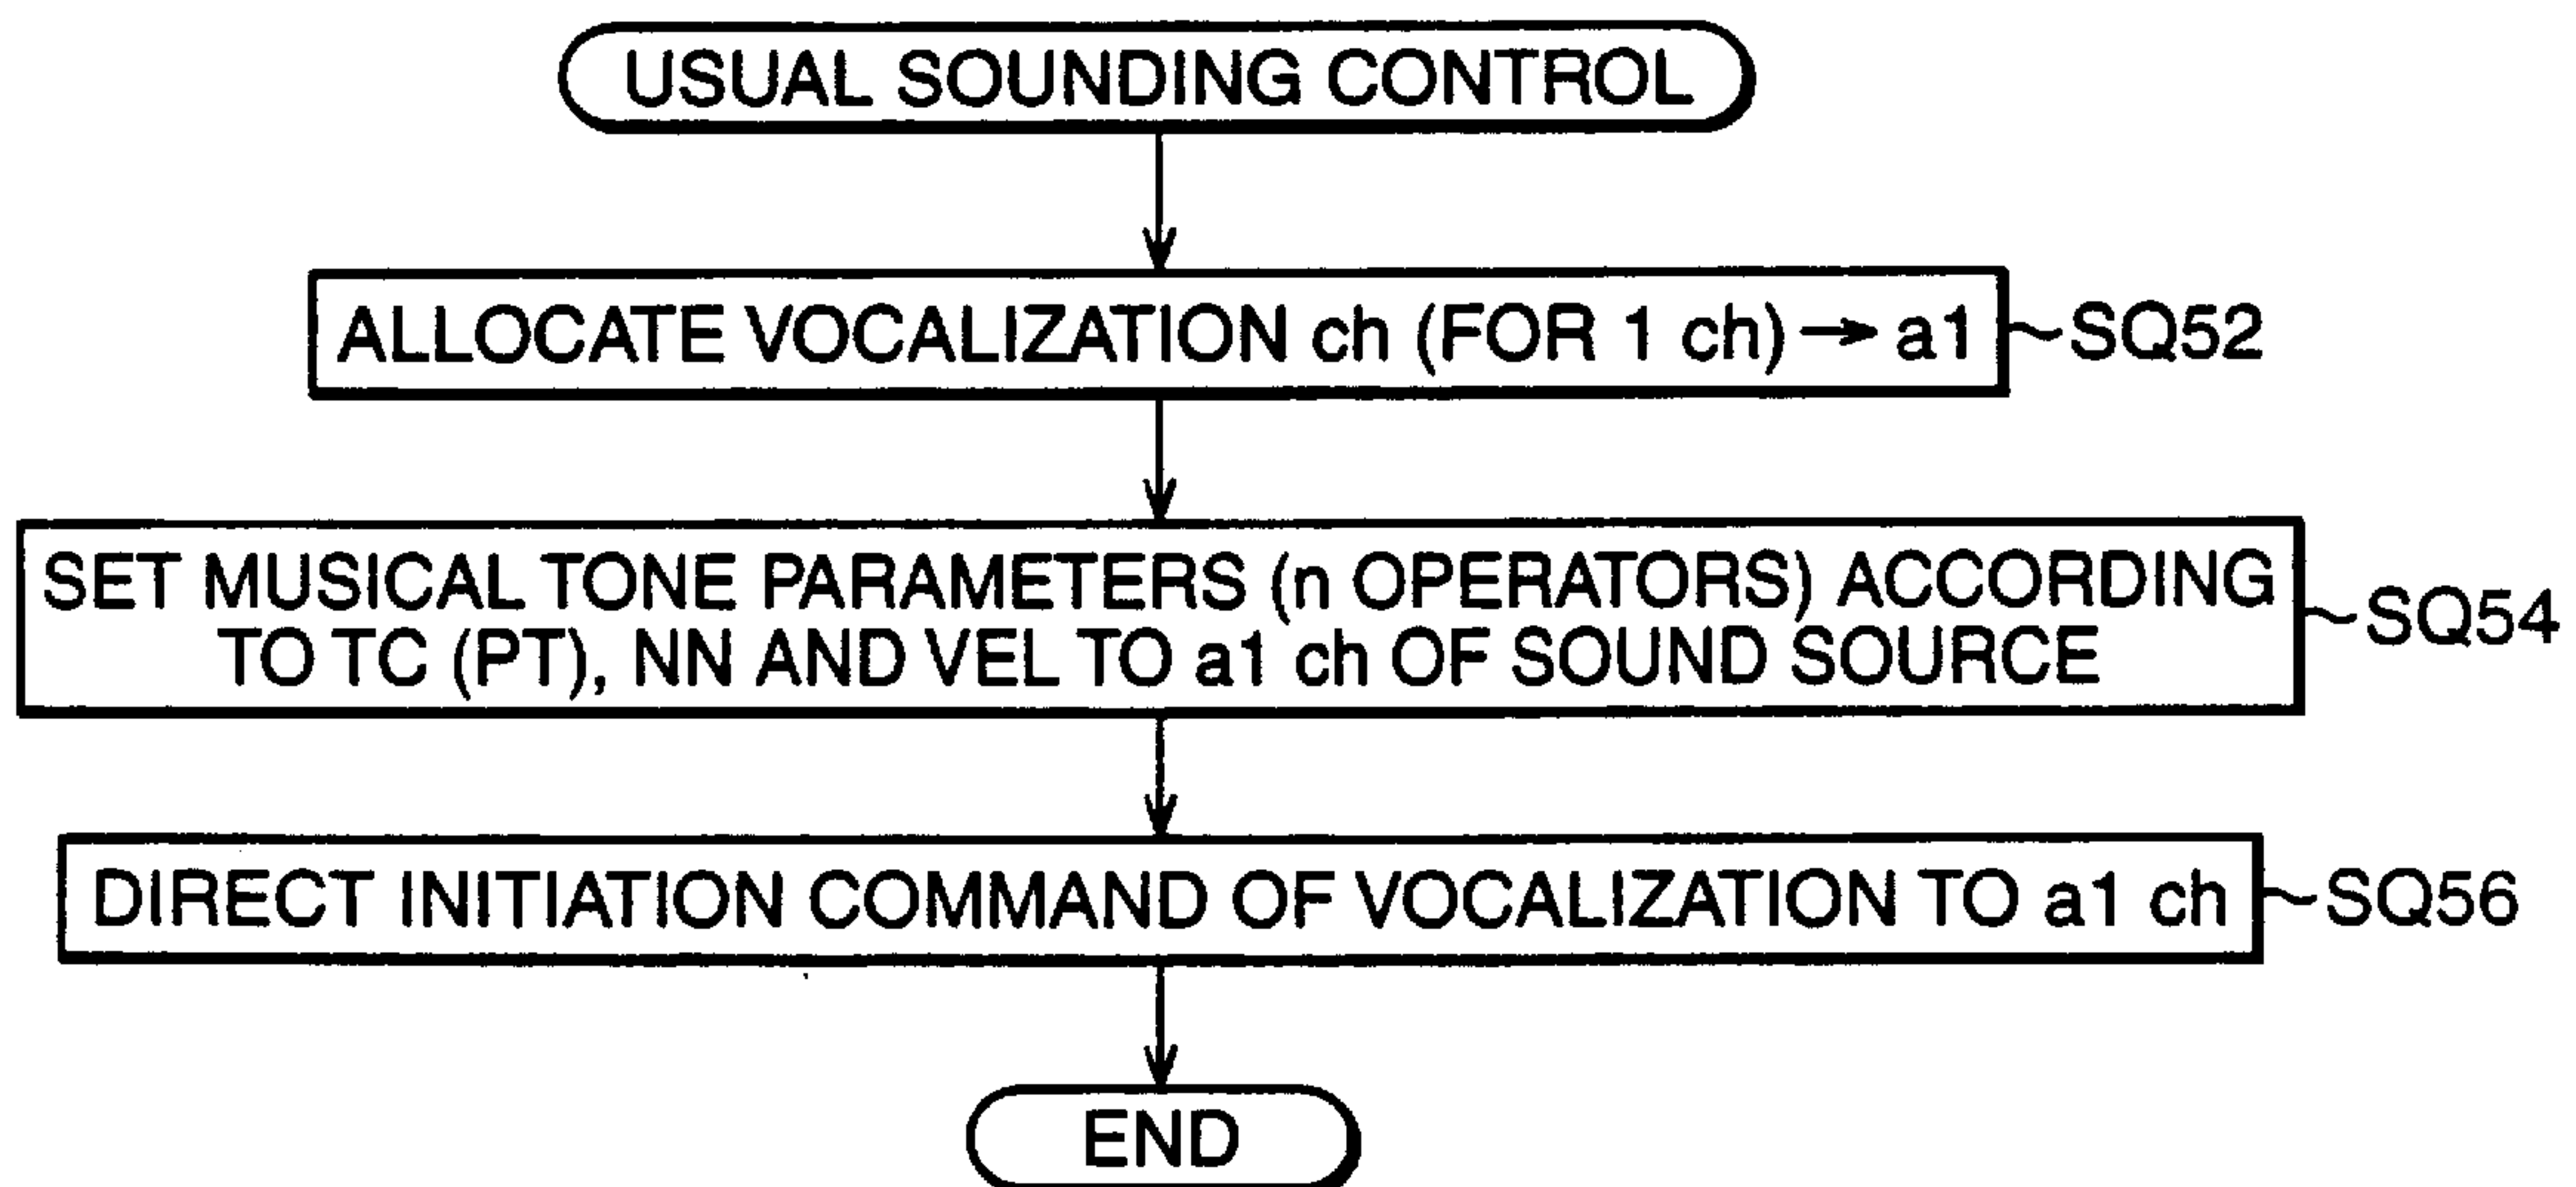 USUAL SOUNDING CONTROL
ALLOCATE VOCALIZATION ch (FOR 1 ch) → a1
SQ52
SET MUSICAL TONE PARAMETERS (n OPERATORS) ACCORDING
TO TC (PT), NN AND VEL TO a1 ch OF SOUND SOURCE
SQ54
DIRECT INITIATION COMMAND OF VOCALIZATION TO a1 ch
SQ56
END